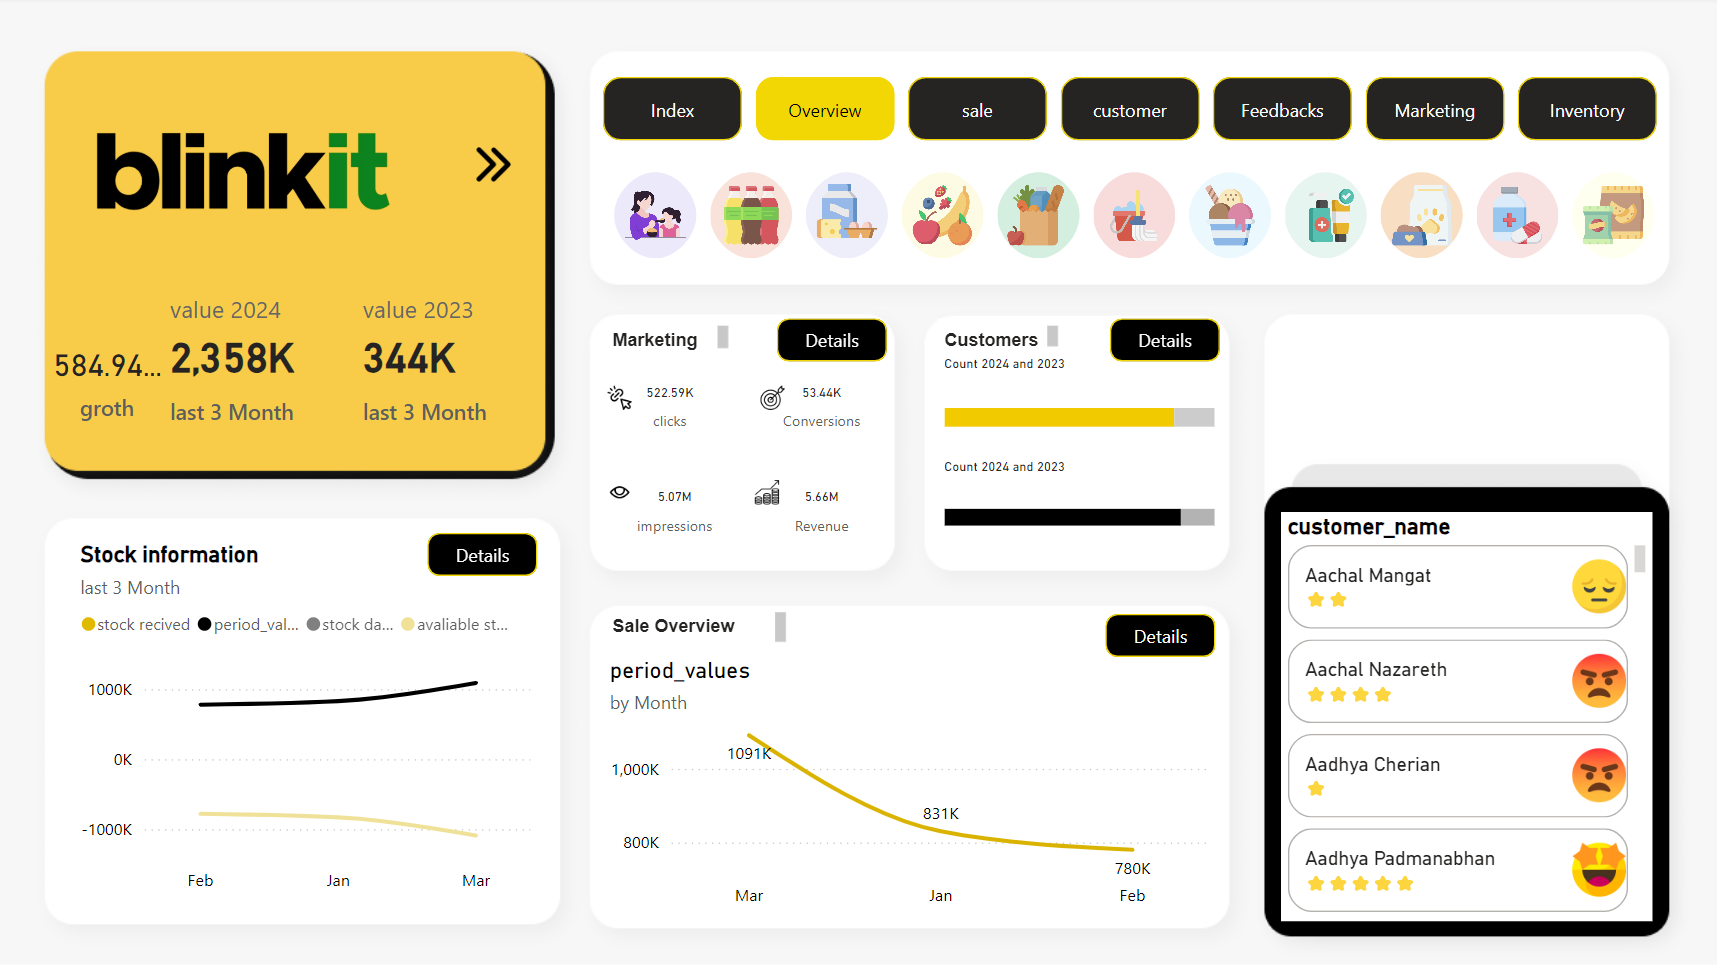 blinkit
value 2024
value 2023
584.94...
2,358K
344K
groth
last 3 Month
last 3 Month
Index
Overview
sale
customer
Feedbacks
Marketing
Inventory
Marketing
Details
522.59K
clicks
53.44K
Conversions
5.07M
impressions
5.66M
Revenue
Customers
Details
Count 2024 and 2023
Count 2024 and 2023
Stock information
Details
last 3 Month
stock recived
period_val...
stock da...
avaliable st...
1000K
0K
-1000K
Feb
Jan
Mar
Sale Overview
Details
period_values
by Month
1,000K
800K
1091K
831K
780K
Mar
Jan
Feb
customer_name
Aachal Mangat
Aachal Nazareth
Aadhya Cherian
Aadhya Padmanabhan